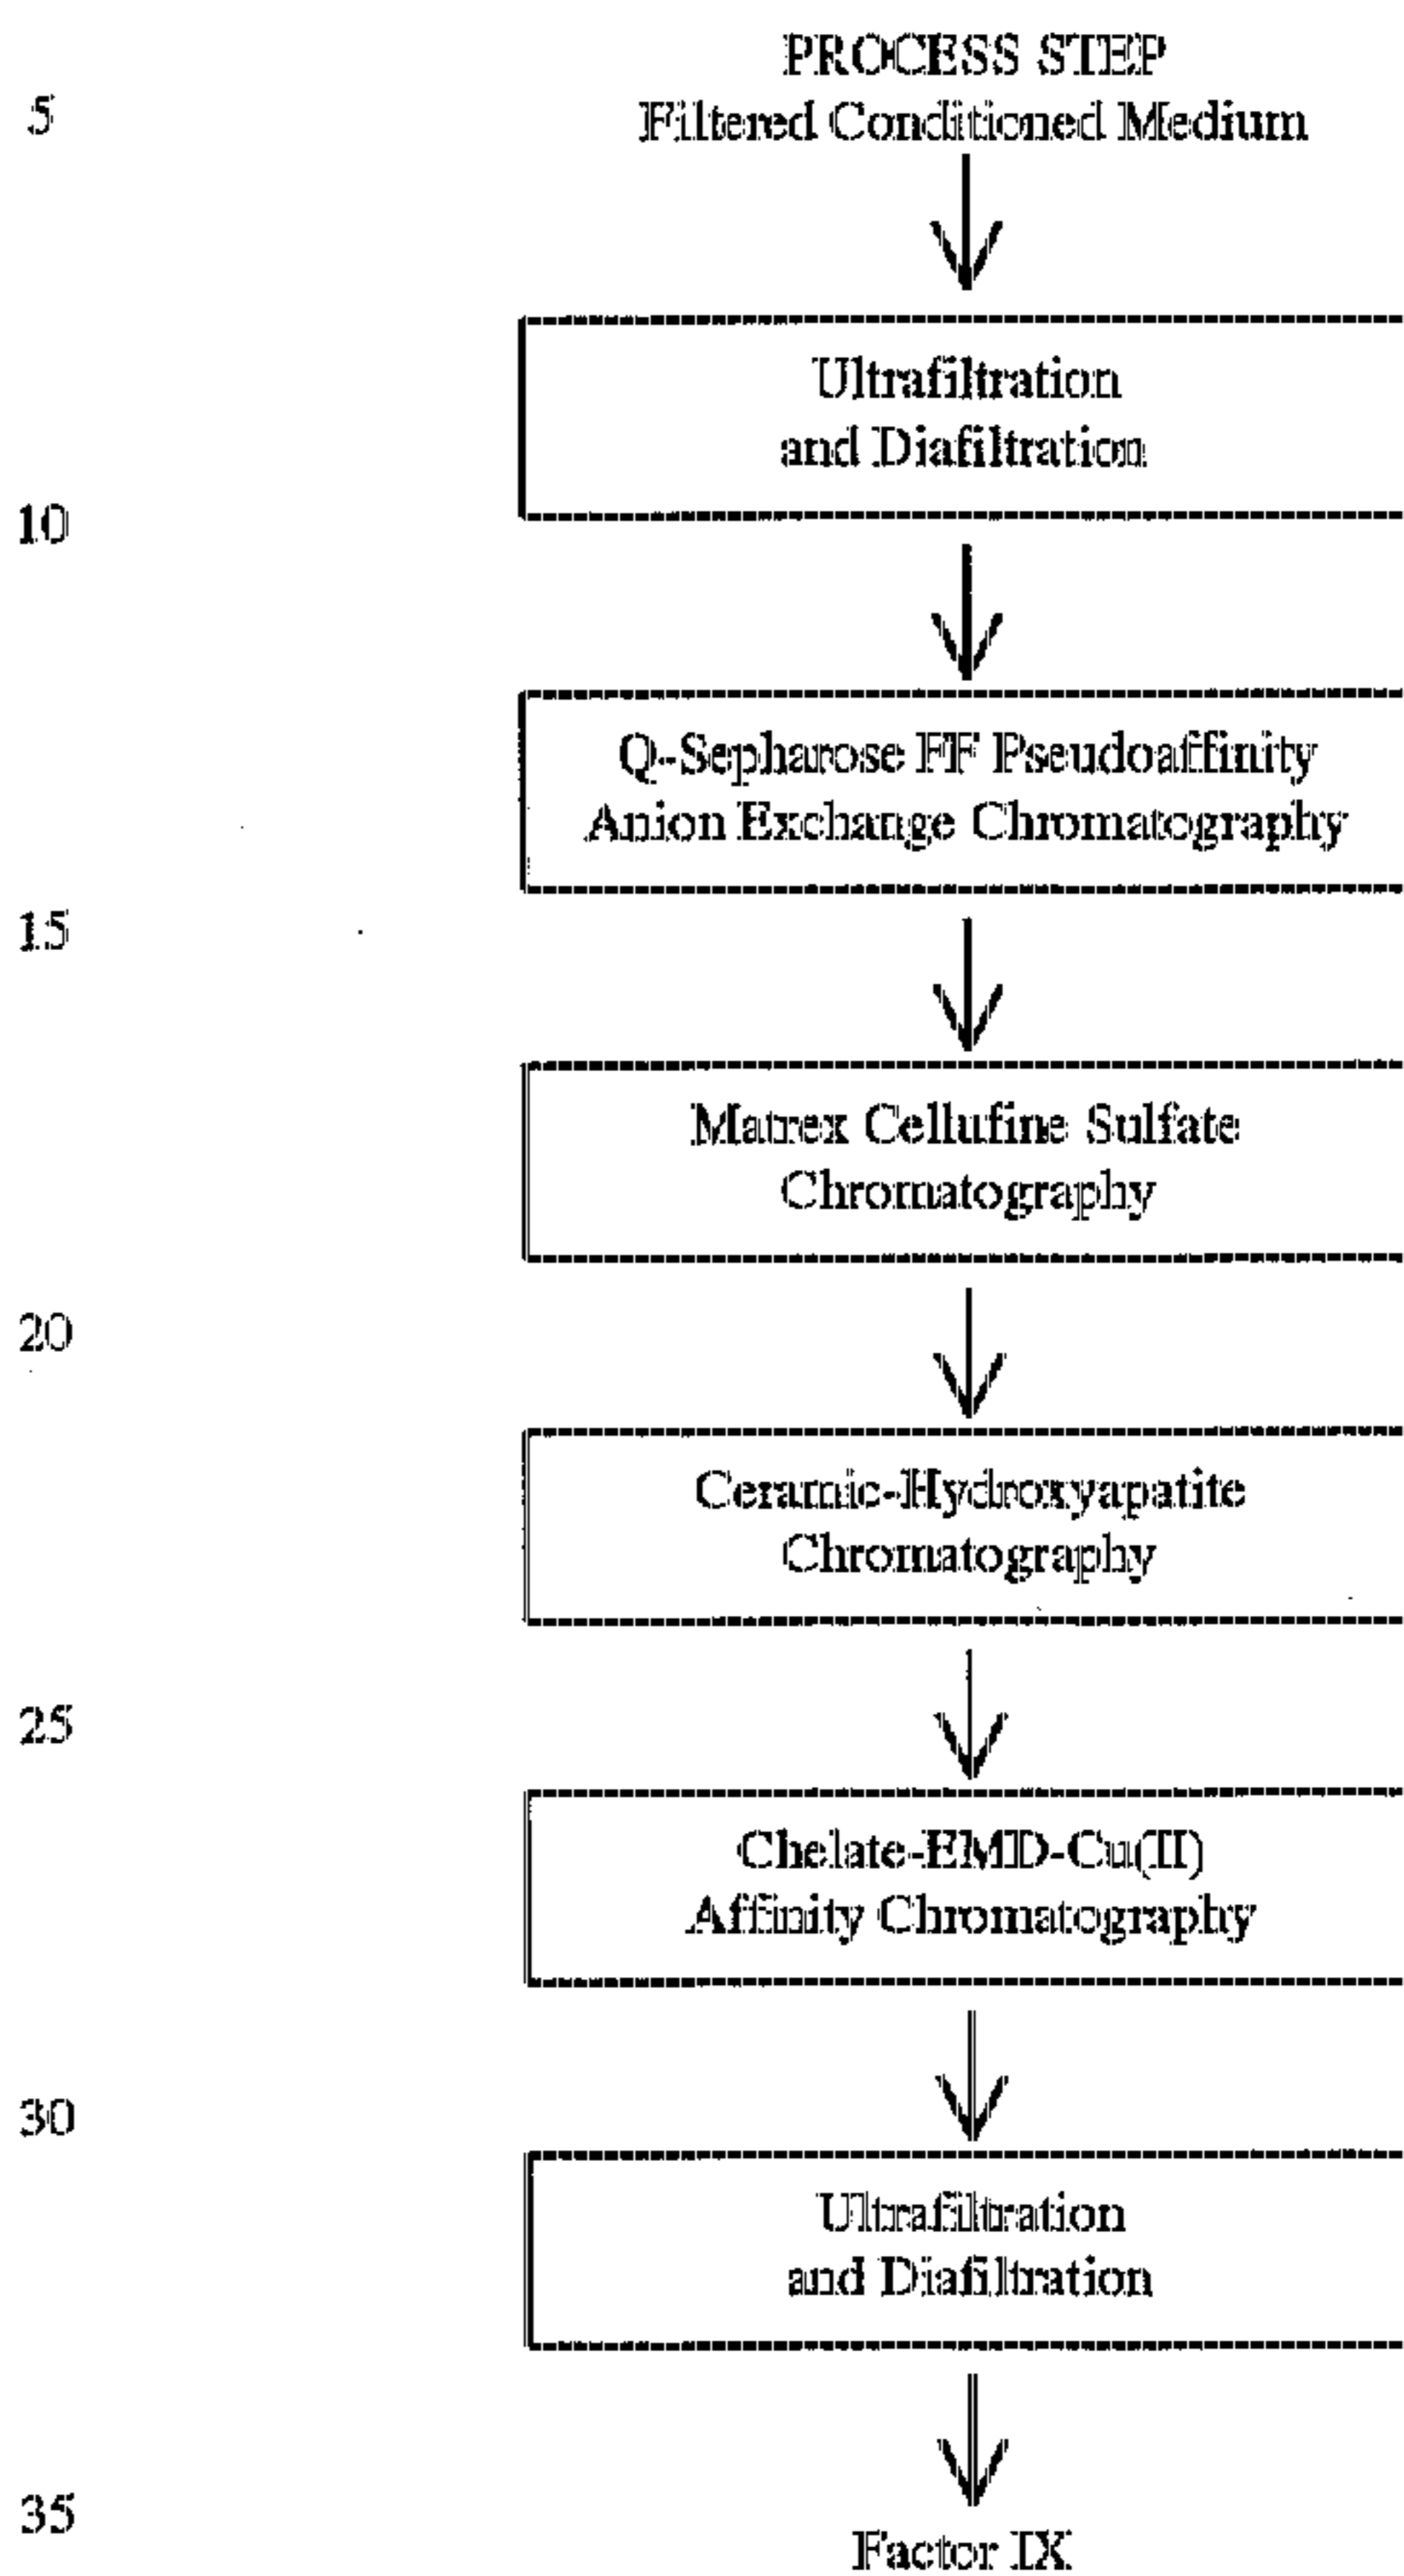 PROCESS STEP
5
Filtered Conditioned Medium
Ultrafiltration
and Diafiltration
10
Q-Sepharose FF Pseudoaffinity
Anion Exchange Chromatography
15
Matrex Cellufine Sulfate
Chromatography
20
Ceramic-Hydroxyapatite
Chromatography
25
Chelate-EMD-Cu(II)
Affinity Chromatography
30
Ultrafiltration
and Diafiltration
35
Factor IX